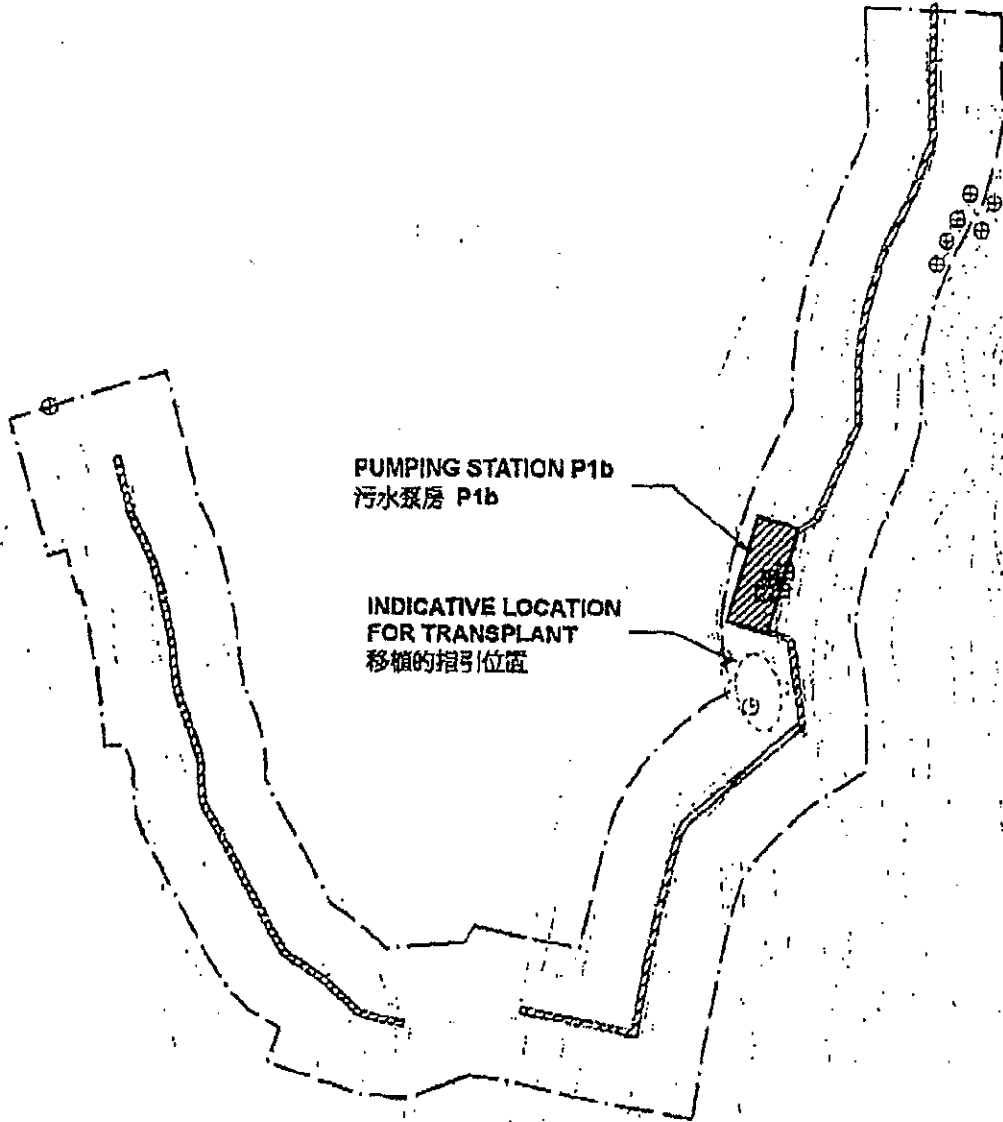 PUMPING STATION P1b
污水泵房 P1b
INDICATIVE LOCATION
FOR TRANSPLANT
移植的指引位置